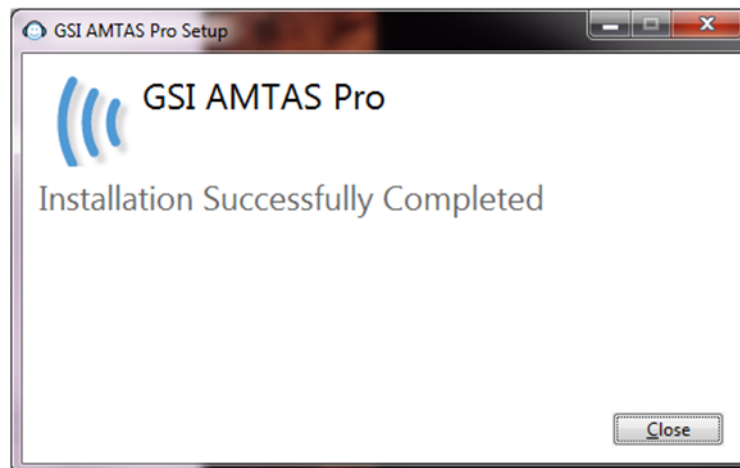 GSI AMTAS Pro Setup
GSI AMTAS Pro
Installation Successfully Completed
Close